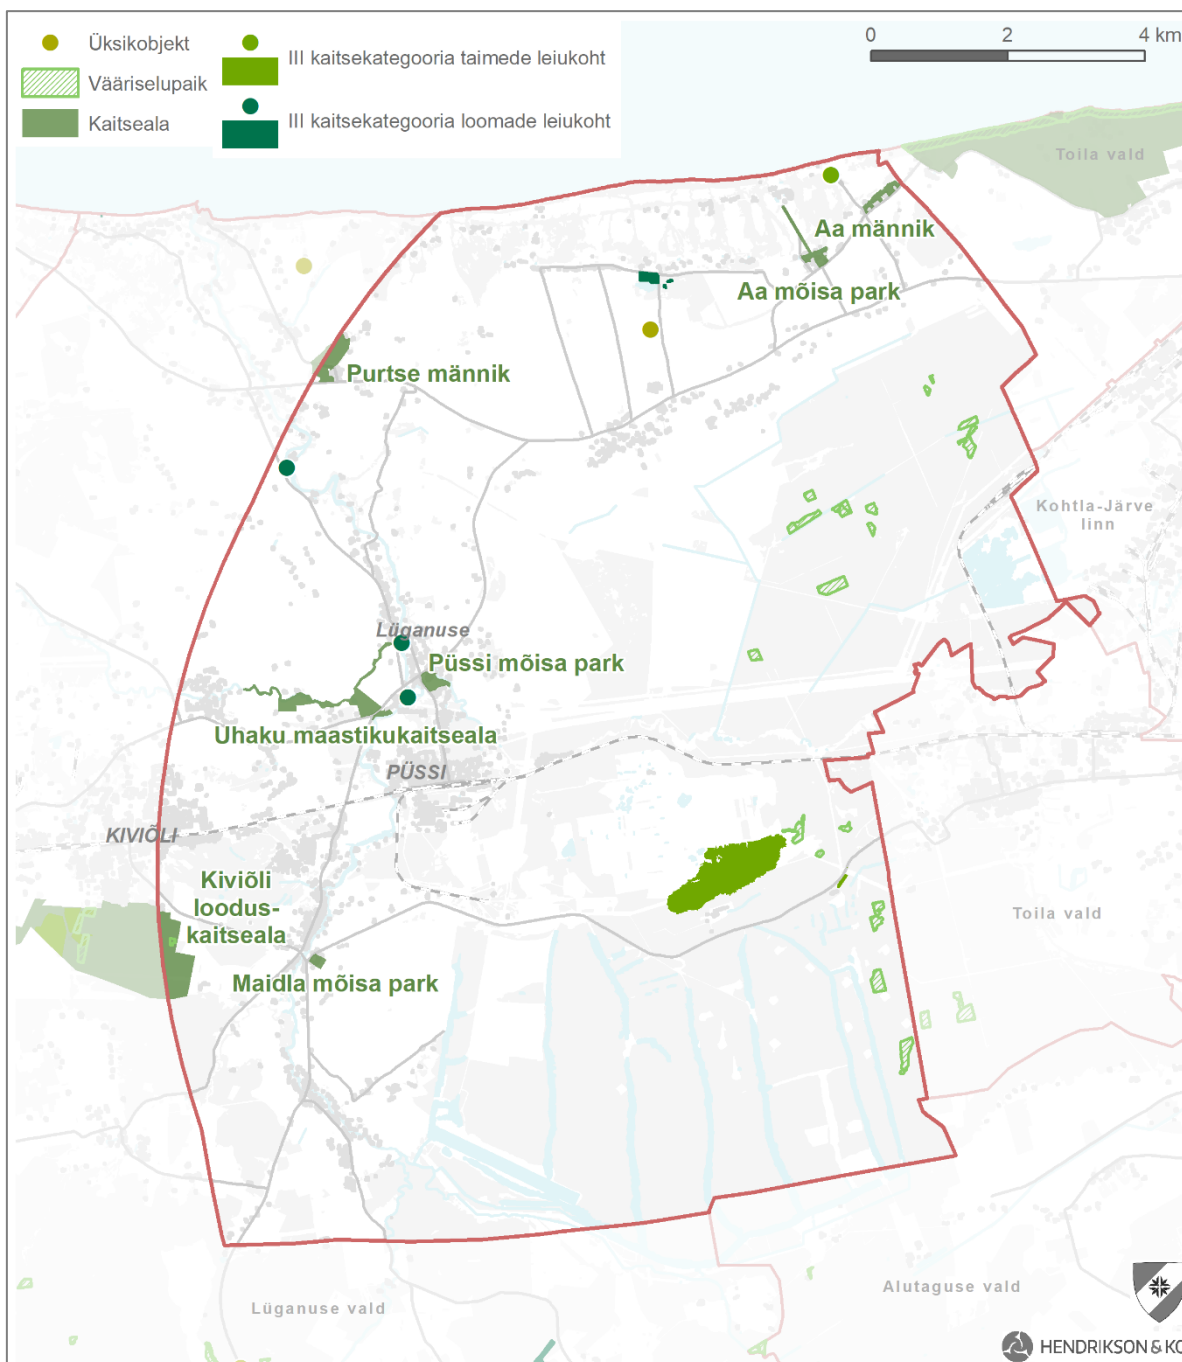 Üksikobjekt
Vääriselupaik
Kaitseala
III kaitsekategooria taimede leiukoht
III kaitsekategooria loomade leiukoht
0 2 4 km
Toila vald
Aa männik
Aa mõisa park
Purtse männik
Kohtla-Järve
linn
Lüganuse
Püssi mõisa park
Uhaku maastikukaitseala
PÜSSI
KIVIÕLI
Kiviõli
loodus-
kaitseala
Toila vald
Maidla mõisa park
Alutaguse vald
Lüganuse vald
HENDRIKSON & KO